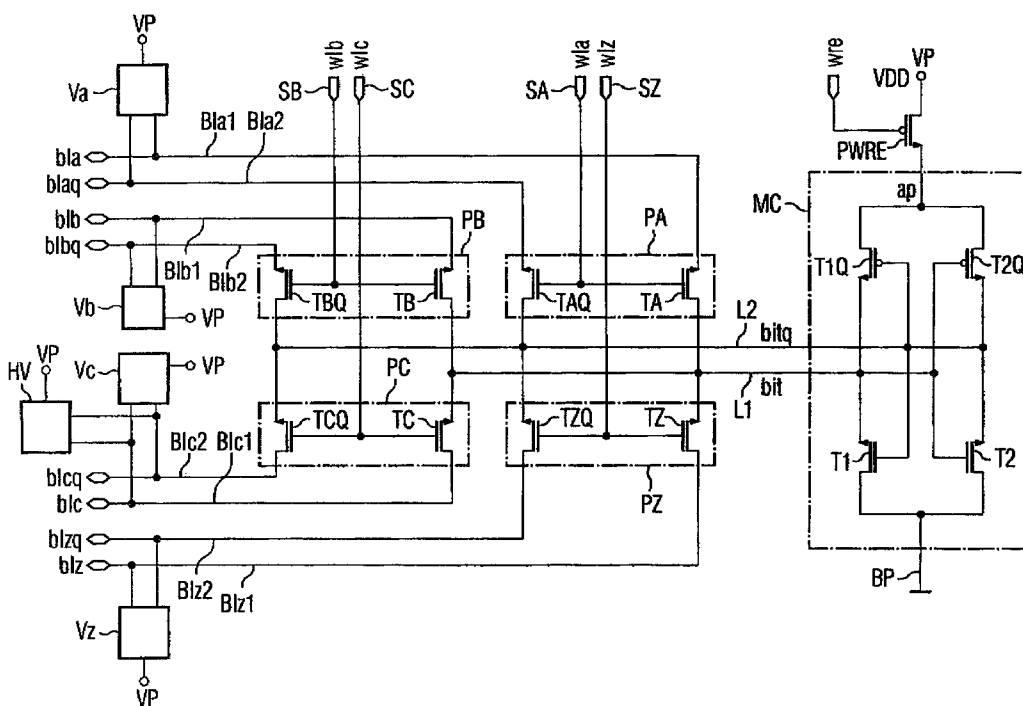 VP
Va
wlb
wlc
SB
SC
wla
wlz
SA
SZ
wre
VP
VDD
PWRE
Bla1
Bla2
bla
blaq
blb
blbq
Blb1
Blb2
PB
PA
MC
ap
T1Q
T2Q
TBQ
TB
TAQ
TA
Vb
VP
L2
bitq
VP
HV
Vc
VP
PC
bit
L1
TCQ
TC
TZQ
TZ
T1
T2
Blc2
Blc1
blcq
blc
PZ
blzq
blz
Blz2
Blz1
BP
Vz
VP